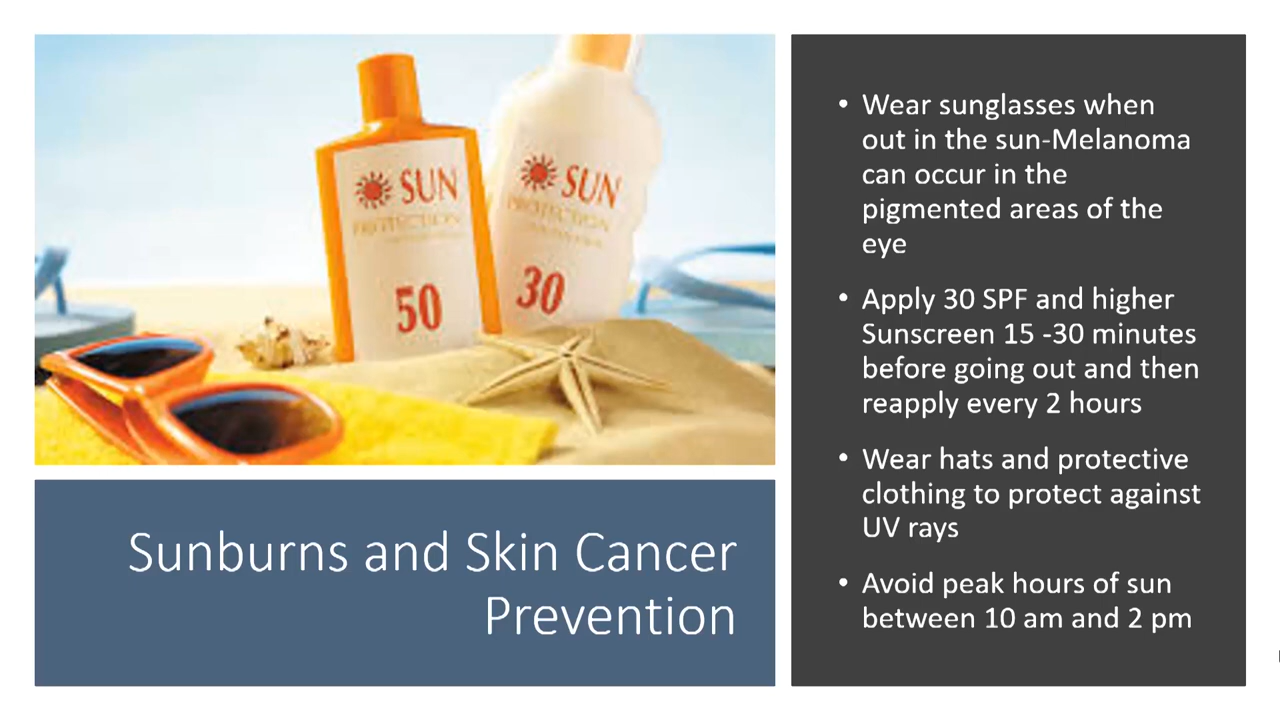 SUN
PROTECTION
50
SUN
PROTECTION
30
Sunburns and Skin Cancer
Prevention
• Wear sunglasses when
out in the sun-Melanoma
can occur in the
pigmented areas of the
eye
• Apply 30 SPF and higher
Sunscreen 15 -30 minutes
before going out and then
reapply every 2 hours
• Wear hats and protective
clothing to protect against
UV rays
• Avoid peak hours of sun
between 10 am and 2 pm